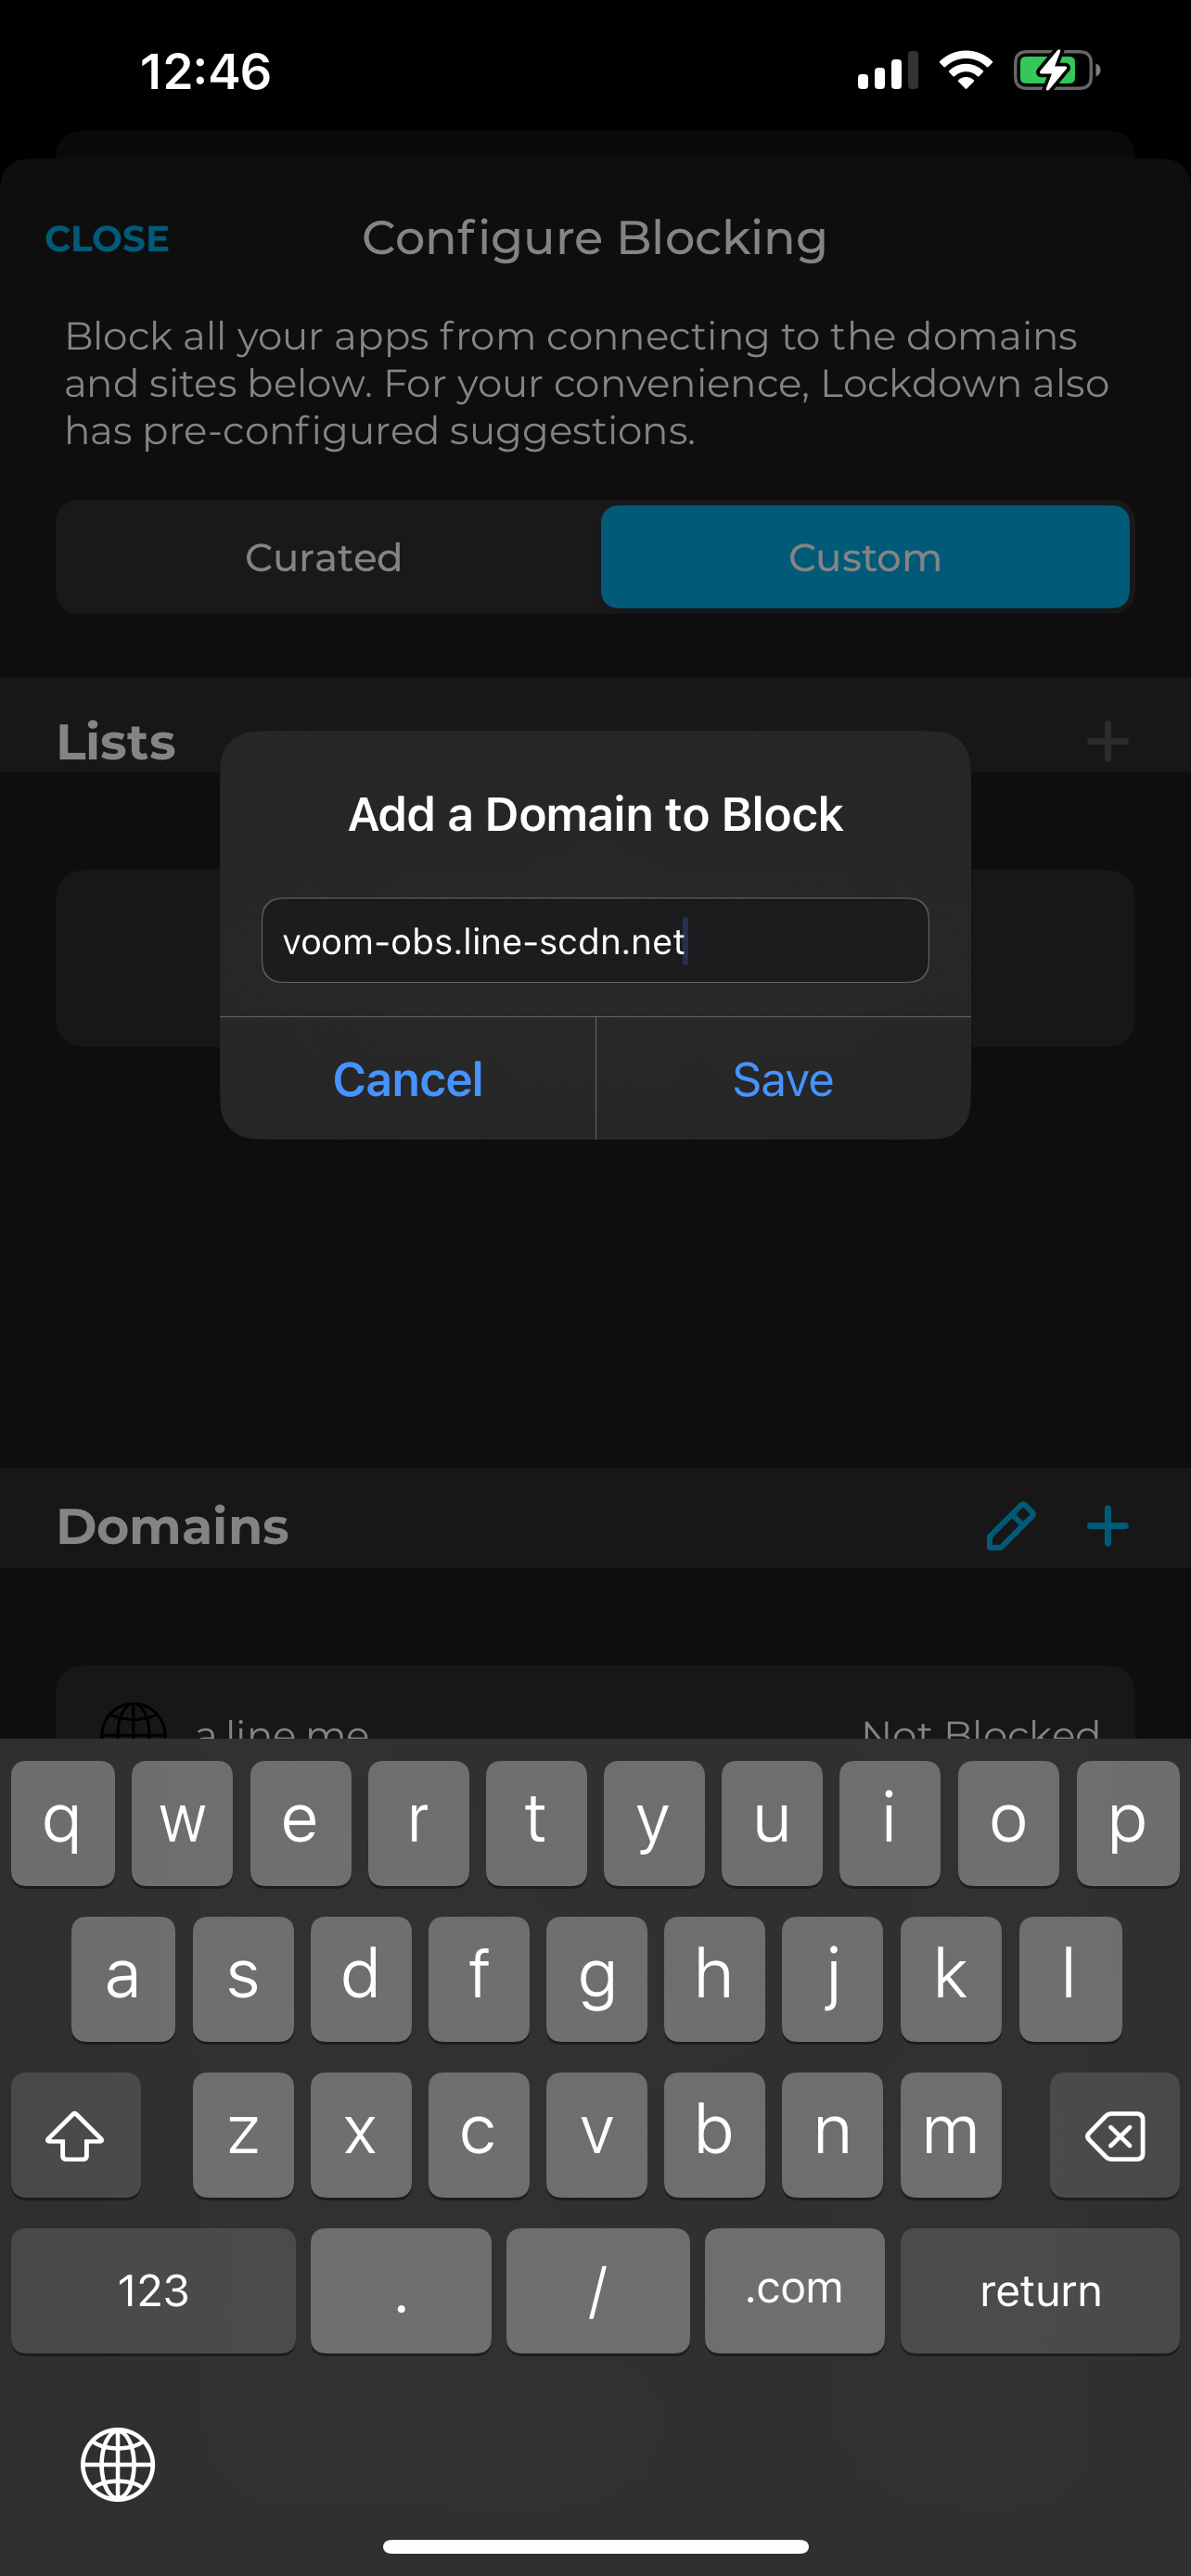 12:46
CLOSE
Configure Blocking
Block all your apps from connecting to the domains
and sites below. For your convenience, Lockdown also
has pre-configured suggestions.
Curated
Custom
Lists
Add a Domain to Block
voom-obs.line-scdn.net
Cancel
Save
Domains
a.line.me
Not Blocked
q w e r t y u i o p
a s d f g h j k l
z x c v b n m
123 . / .com return